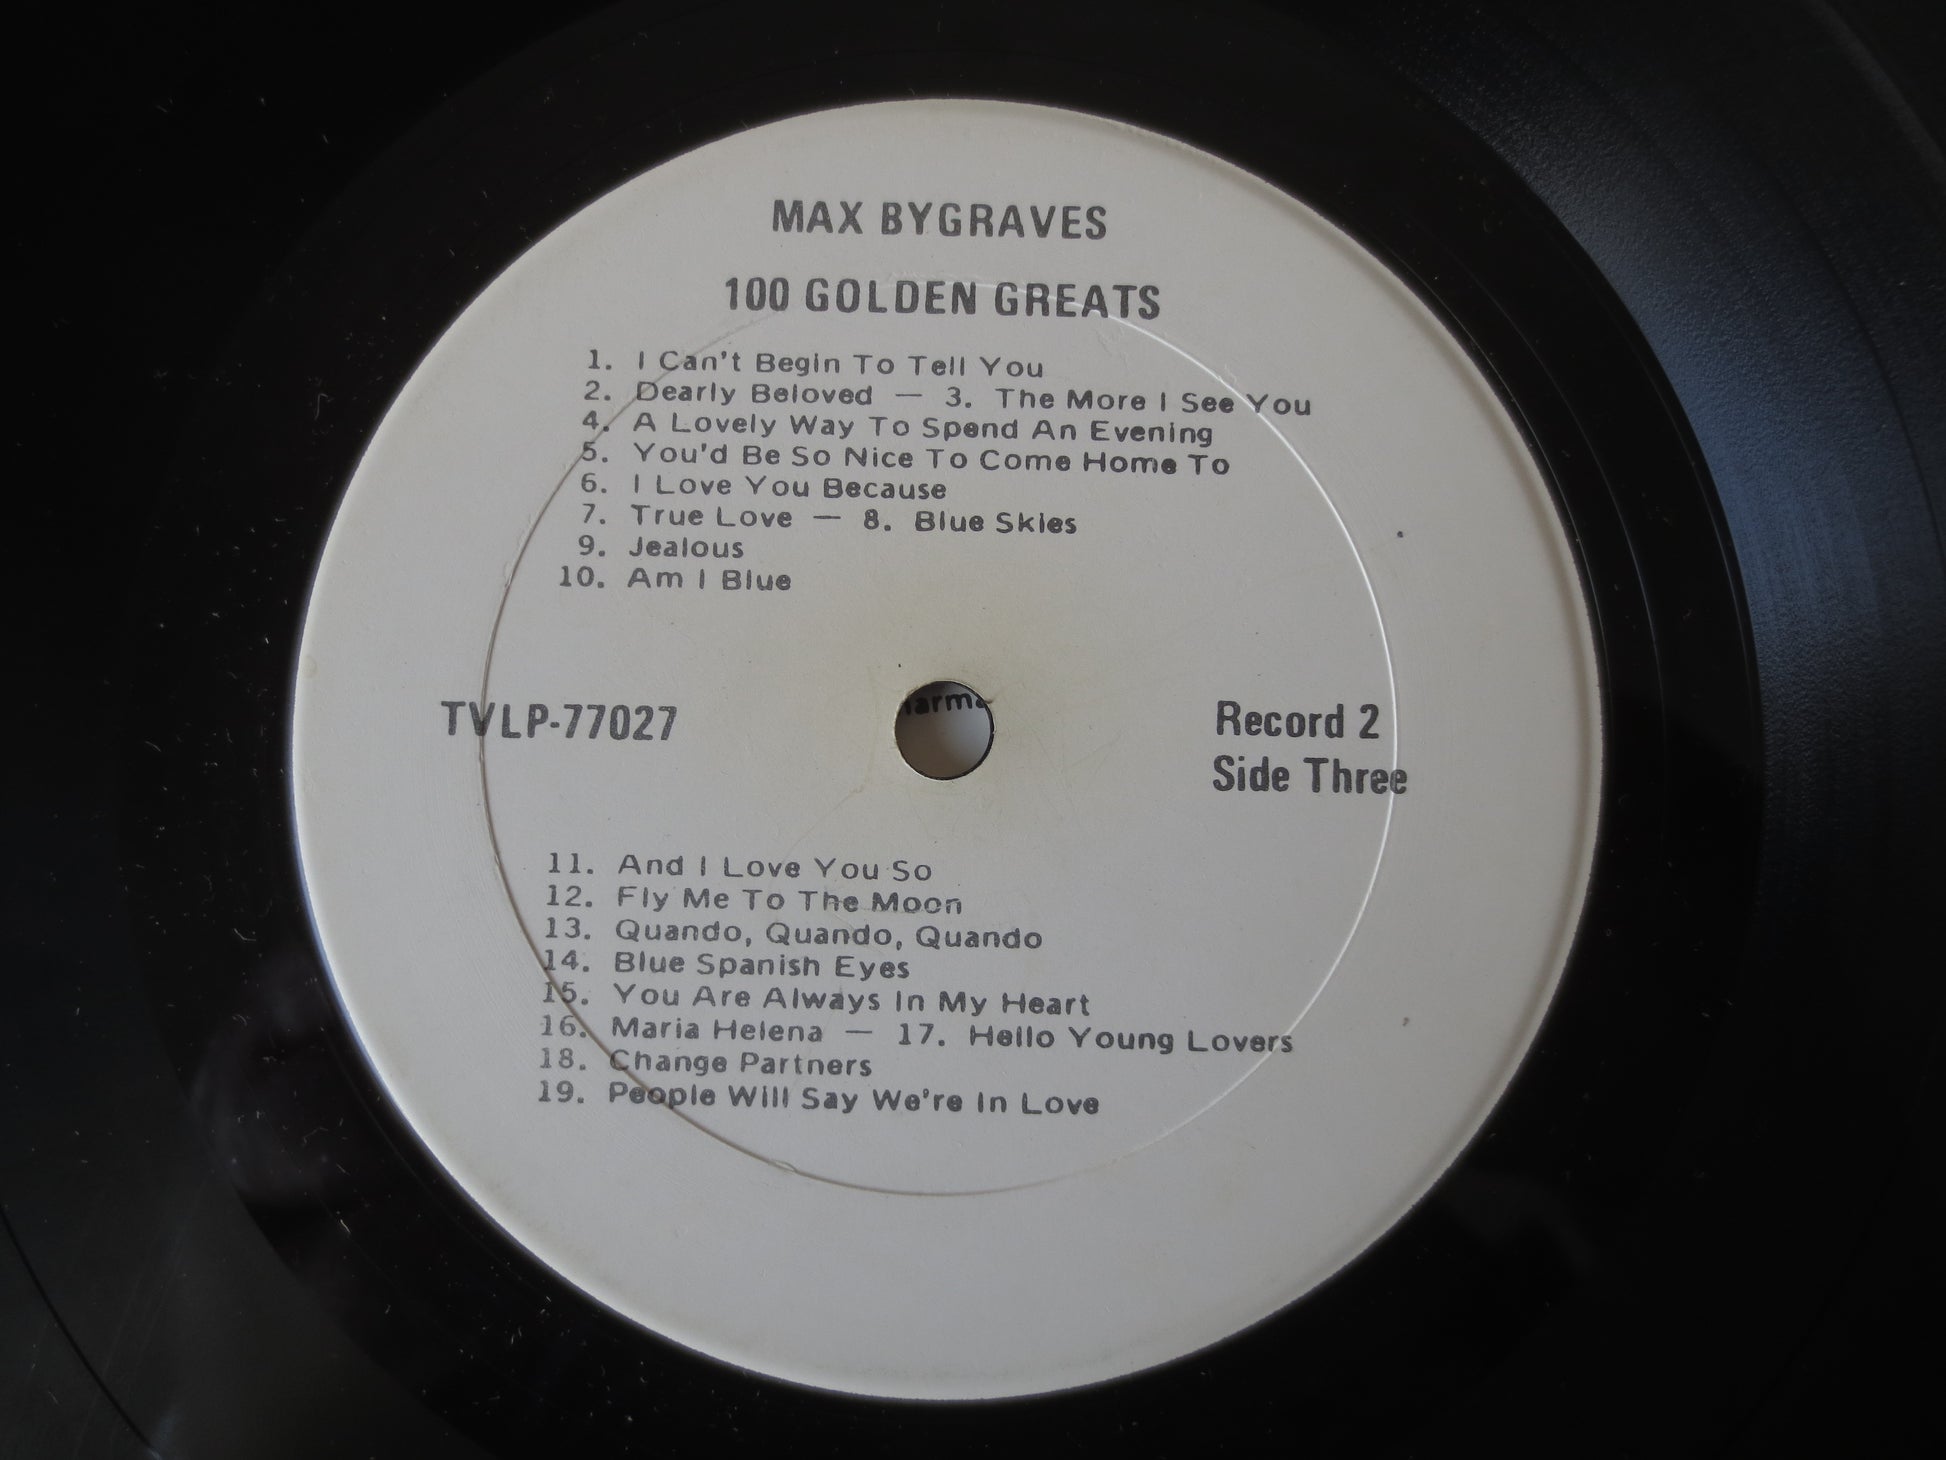 MAX BYGRAVES
100 GOLDEN GREATS
1. I Can't Begin To Tell You
2. Dearly Beloved — 3. The More I See You
4. A Lovely Way To Spend An Evening
5. You'd Be So Nice To Come Home To
6. I Love You Because
7. True Love — 8. Blue Skies
9. Jealous
10. Am I Blue
TVLP-77027
Record 2
Side Three
11. And I Love You So
12. Fly Me To The Moon
13. Quando, Quando, Quando
14. Blue Spanish Eyes
15. You Are Always In My Heart
16. Maria Helena — 17. Hello Young Lovers
18. Change Partners
19. People Will Say We're In Love